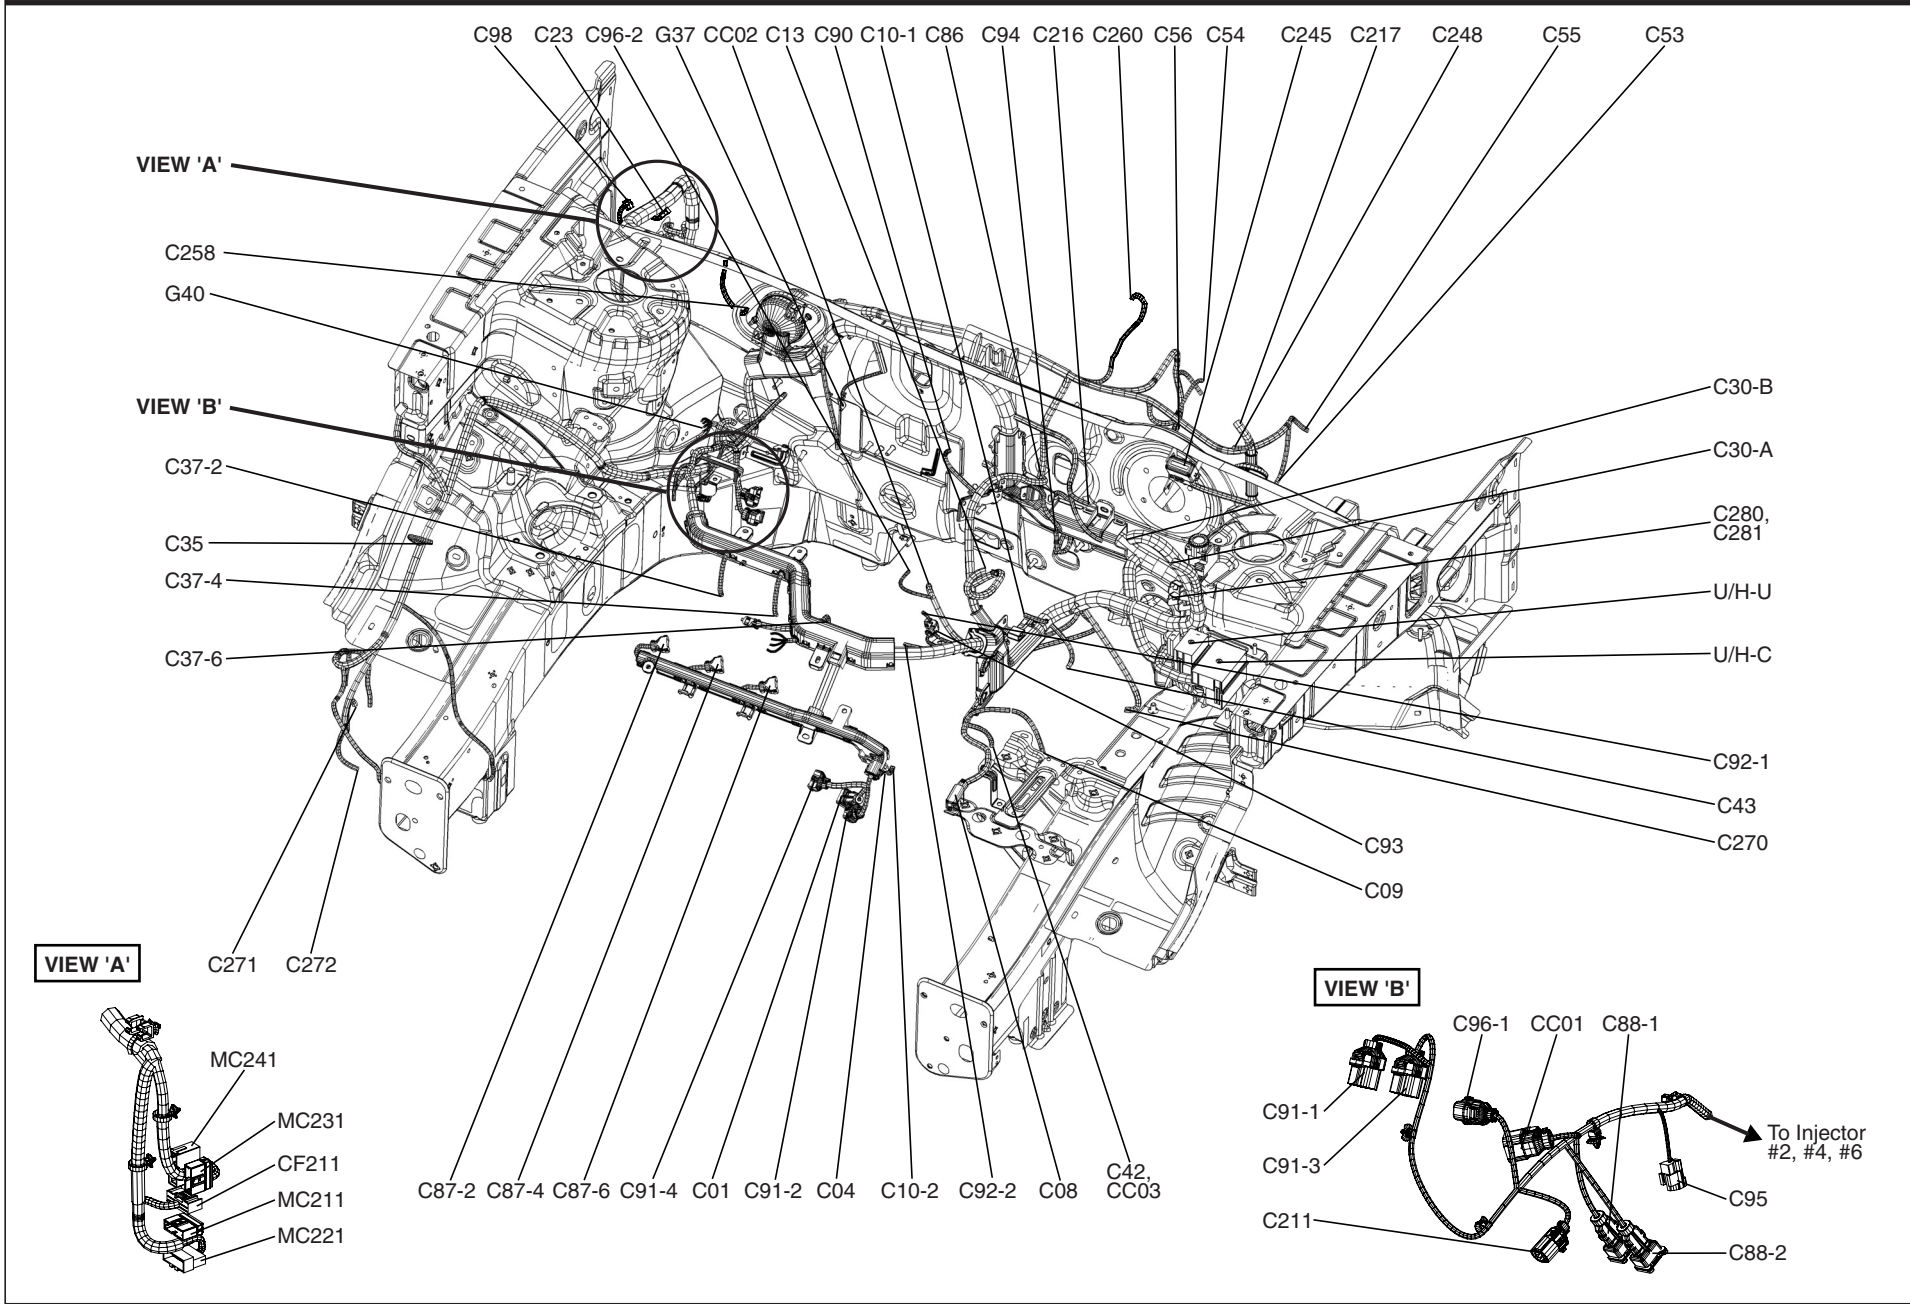 C98 C23 C96-2 G37 CC02 C13 C90 C10-1 C86 C94 C216 C260 C56 C54 C245 C217 C248 C55 C53
VIEW 'A'
C258
G40
VIEW 'B'
C37-2
C35
C37-4
C37-6
C30-B
C30-A
C280,
C281
U/H-U
U/H-C
C92-1
C43
C270
C93
C09
C271 C272
C87-2 C87-4 C87-6 C91-4 C01 C91-2 C04 C10-2 C92-2 C08 C42,
CC03
VIEW 'A'
MC241
MC231
CF211
MC211
MC221
VIEW 'B'
C96-1 CC01 C88-1
C91-1
C91-3
C211
To Injector
#2, #4, #6
C95
C88-2